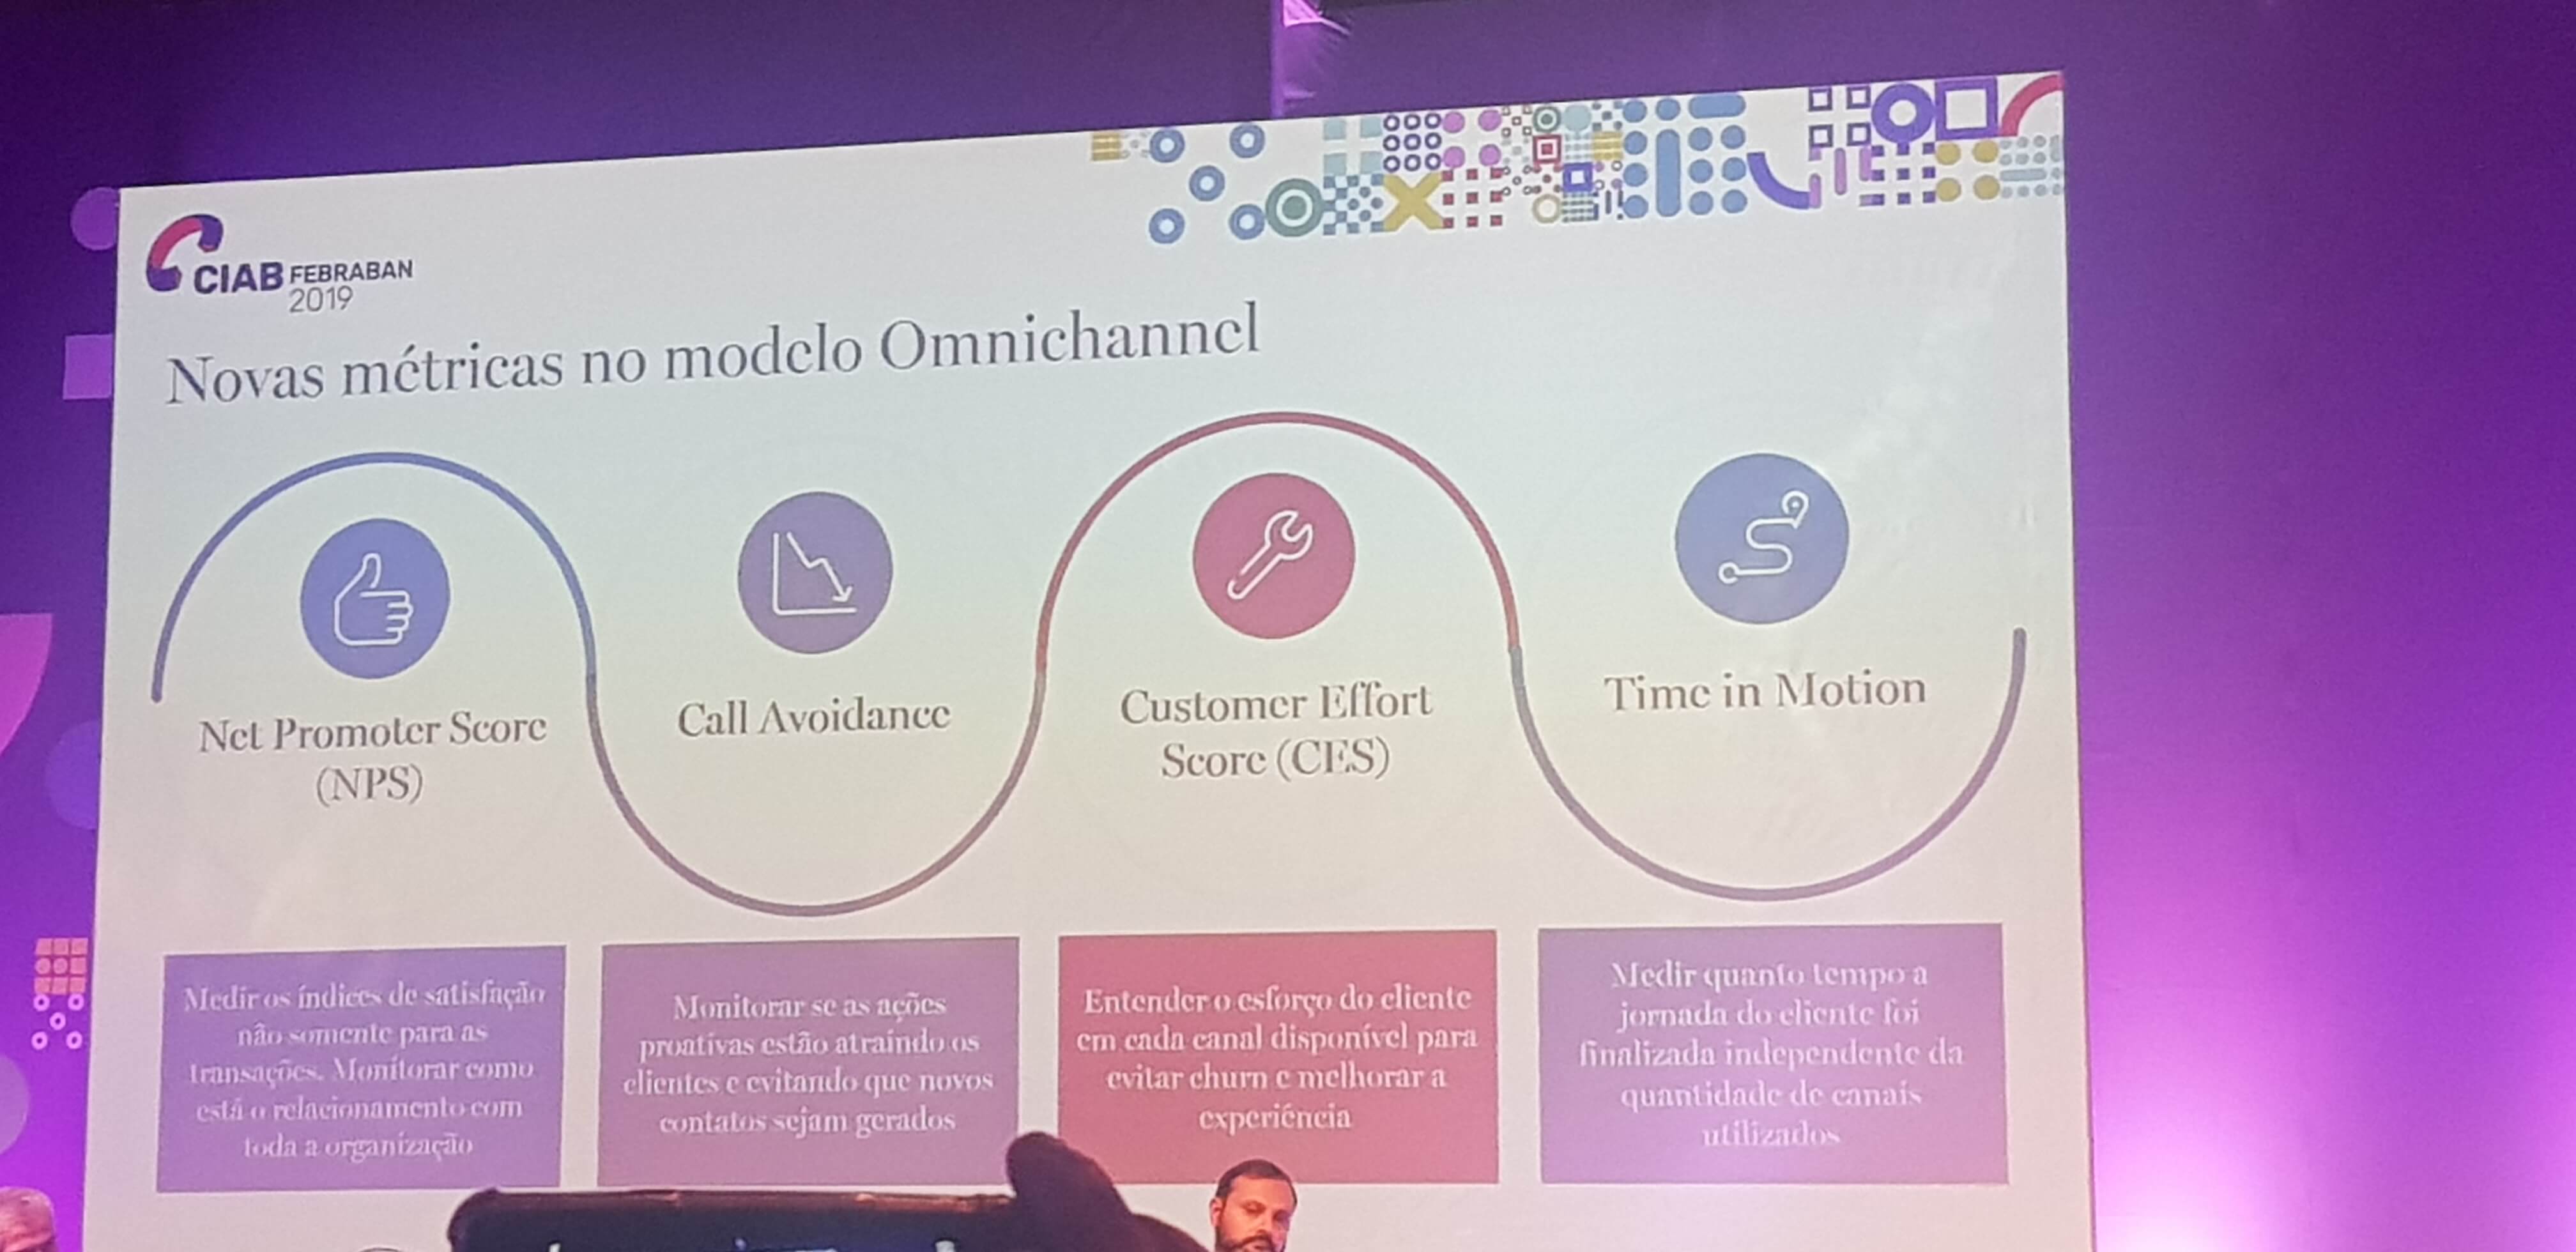 CIAB FEBRABAN
2019
Novas métricas no modelo Omnichannel
Net Promoter Score
(NPS)
Call Avoidance
Customer Effort
Score (CES)
Time in Motion
Medir os índices de satisfação
não somente para as
transações. Monitorar como
está o relacionamento com
toda a organização
Monitorar se as ações
proativas estão atraindo os
clientes e evitando que novos
contatos sejam gerados
Entender o esforço do cliente
em cada canal disponível para
evitar churn e melhorar a
experiência
Medir quanto tempo a
jornada do cliente foi
finalizada independente da
quantidade de canais
utilizados